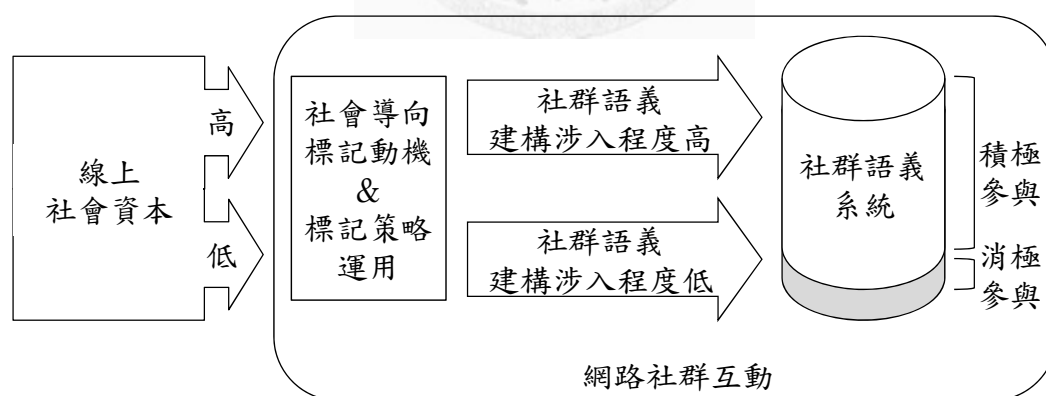 線上
社會資本
高
低
社會導向
標記動機
&
標記策略
運用
社群語義
建構涉入程度高
社群語義
建構涉入程度低
社群語義
系統
積極
參與
消極
參與
網路社群互動